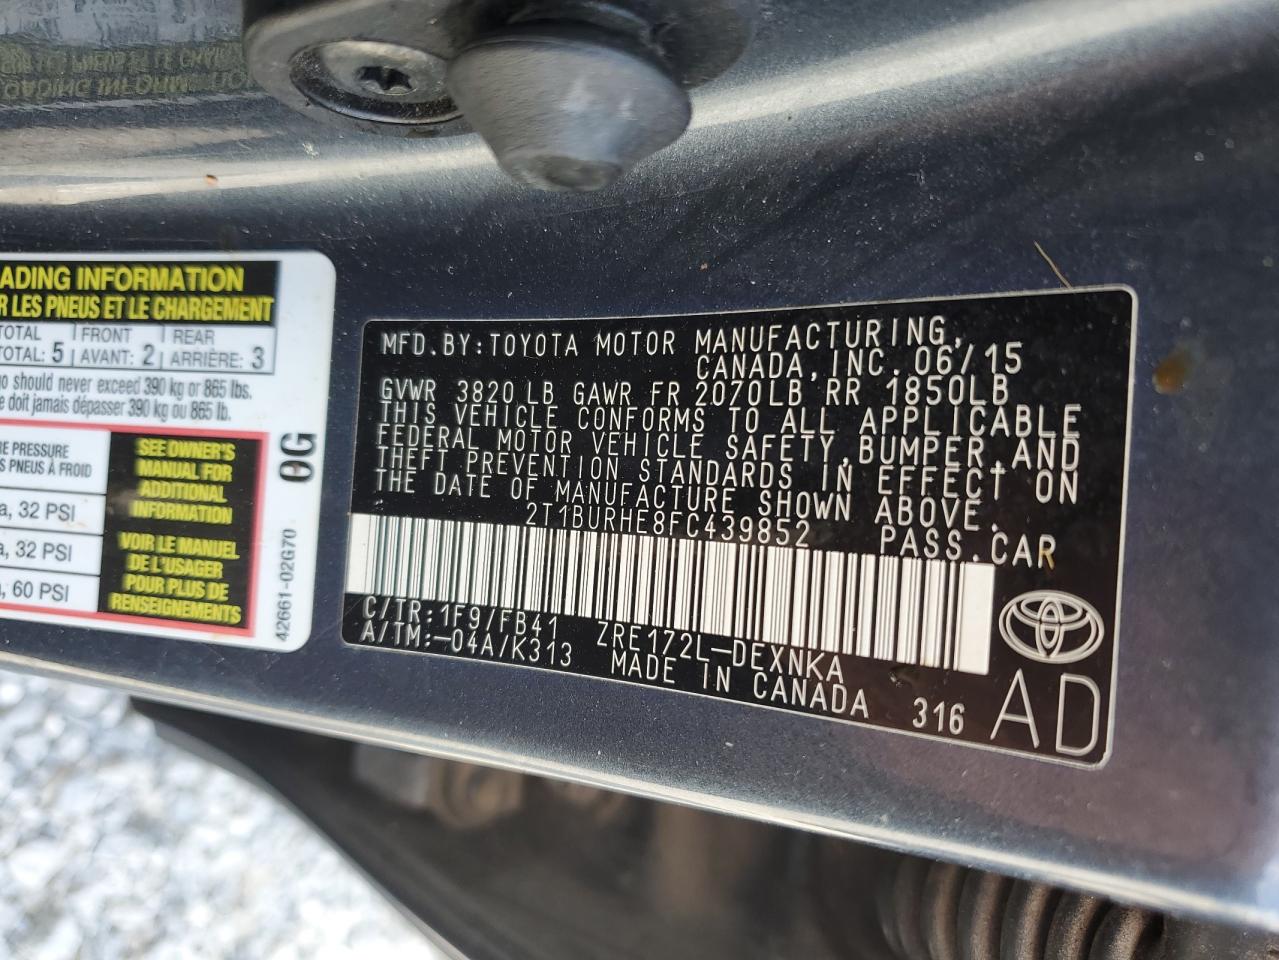 ADING INFORMATION
R LES PNEUS ET LE CHARGEMENT
TOTAL FRONT REAR
TOTAL: 5 AVANT: 2 ARRIÈRE: 3
should never exceed 390 kg or 865 lbs.
e doit jamais dépasser 390 kg ou 865 lb.
RE PRESSURE
S PNEUS À FROID
a, 32 PSI
a, 32 PSI
, 60 PSI
SEE OWNER'S
MANUAL FOR
ADDITIONAL
INFORMATION
VOIR LE MANUEL
DE L'USAGER
POUR PLUS DE
RENSEIGNEMENTS
0G
42661-02G70
MFD.BY:TOYOTA MOTOR MANUFACTURING,
CANADA, INC. 06/15
GVWR 3820 LB GAWR FR 2070LB RR 1850LB
THIS VEHICLE CONFORMS TO ALL APPLICABLE
FEDERAL MOTOR VEHICLE SAFETY, BUMPER, AND
THEFT PREVENTION STANDARDS IN EFFECT ON
THE DATE OF MANUFACTURE SHOWN ABOVE.
2T1BURHE8FC439852 PASS.CAR
C/TR:1F9/FB41 ZRE172L-DEXNKA
A/TM:-04A/K313 MADE IN CANADA 316
AD